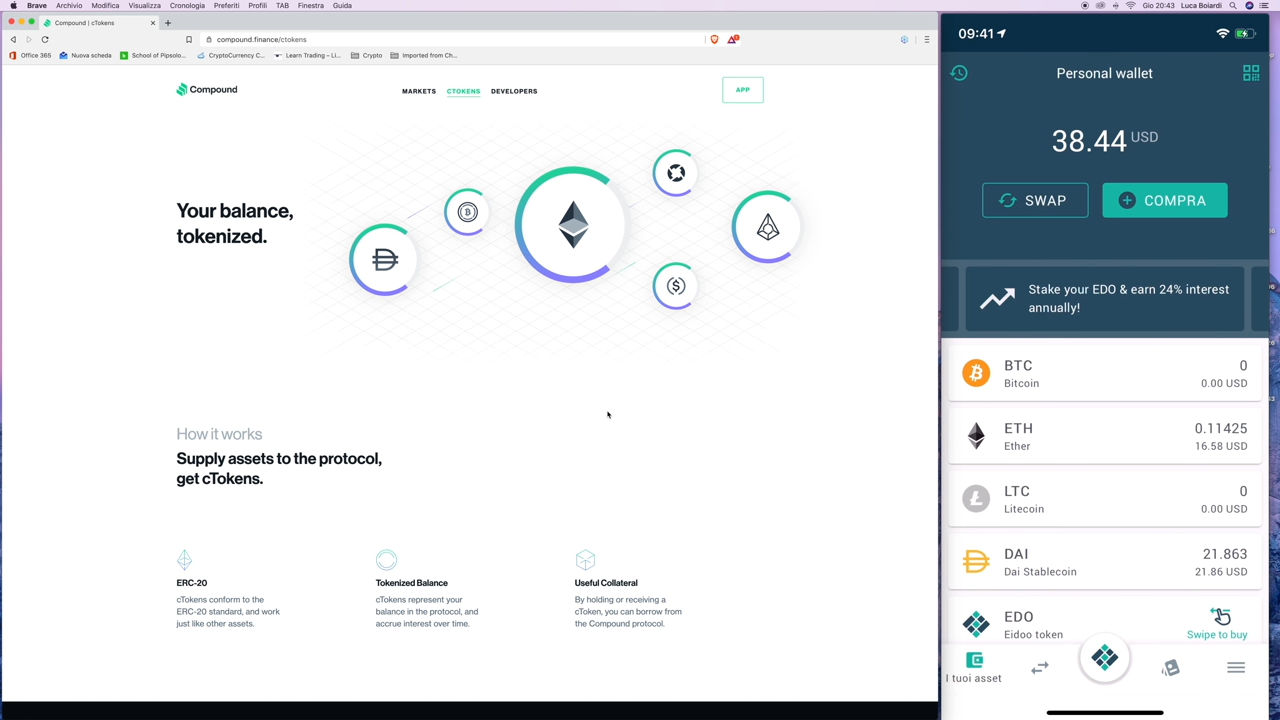 Brave Archivio Modifica Visualizza Cronologia Preferiti Profili TAB Finestra Guida
Gio 20:43 Luca Boiardi
Compound | cTokens
compound.finance/ctokens
Office 365 Nuova scheda School of Pipsolo... CryptoCurrency C... Learn Trading – Li... Crypto Imported from Ch...
Compound
MARKETS CTOKENS DEVELOPERS
APP
Your balance,
tokenized.
How it works
Supply assets to the protocol,
get cTokens.
ERC-20
cTokens conform to the
ERC-20 standard, and work
just like other assets.
Tokenized Balance
cTokens represent your
balance in the protocol, and
accrue interest over time.
Useful Collateral
By holding or receiving a
cToken, you can borrow from
the Compound protocol.
09:41
Personal wallet
38.44 USD
SWAP
COMPRA
Stake your EDO & earn 24% interest
annually!
BTC 0
Bitcoin 0.00 USD
ETH 0.11425
Ether 16.58 USD
LTC 0
Litecoin 0.00 USD
DAI 21.863
Dai Stablecoin 21.86 USD
EDO
Eidoo token Swipe to buy
I tuoi asset